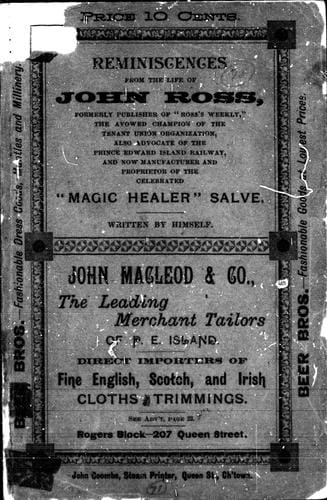 PRICE 10 CENTS.
REMINISCENCES
FROM THE LIFE OF
JOHN ROSS,
FORMERLY PUBLISHER OF "ROSS'S WEEKLY,"
THE AVOWED CHAMPION OF THE
TENANT UNION ORGANIZATION;
ALSO ADVOCATE OF THE
PRINCE EDWARD ISLAND RAILWAY,
AND NOW MANUFACTURER AND
PROPRIETOR OF THE
CELEBRATED
"MAGIC HEALER" SALVE.
WRITTEN BY HIMSELF.
JOHN MACLEOD & CO.,
The Leading
Merchant Tailors
OF P. E. ISLAND.
DIRECT IMPORTERS OF
Fine English, Scotch, and Irish
CLOTHS & TRIMMINGS.
SEE ADV'T, PAGE 22.
Rogers Block—207 Queen Street.
John Coombs, Steam Printer, Queen St., Ch'town.
BEER BROS.—Fashionable Dress Goods, Mantles and Millinery.
BEER BROS.—Fashionable Goods at Lowest Prices.